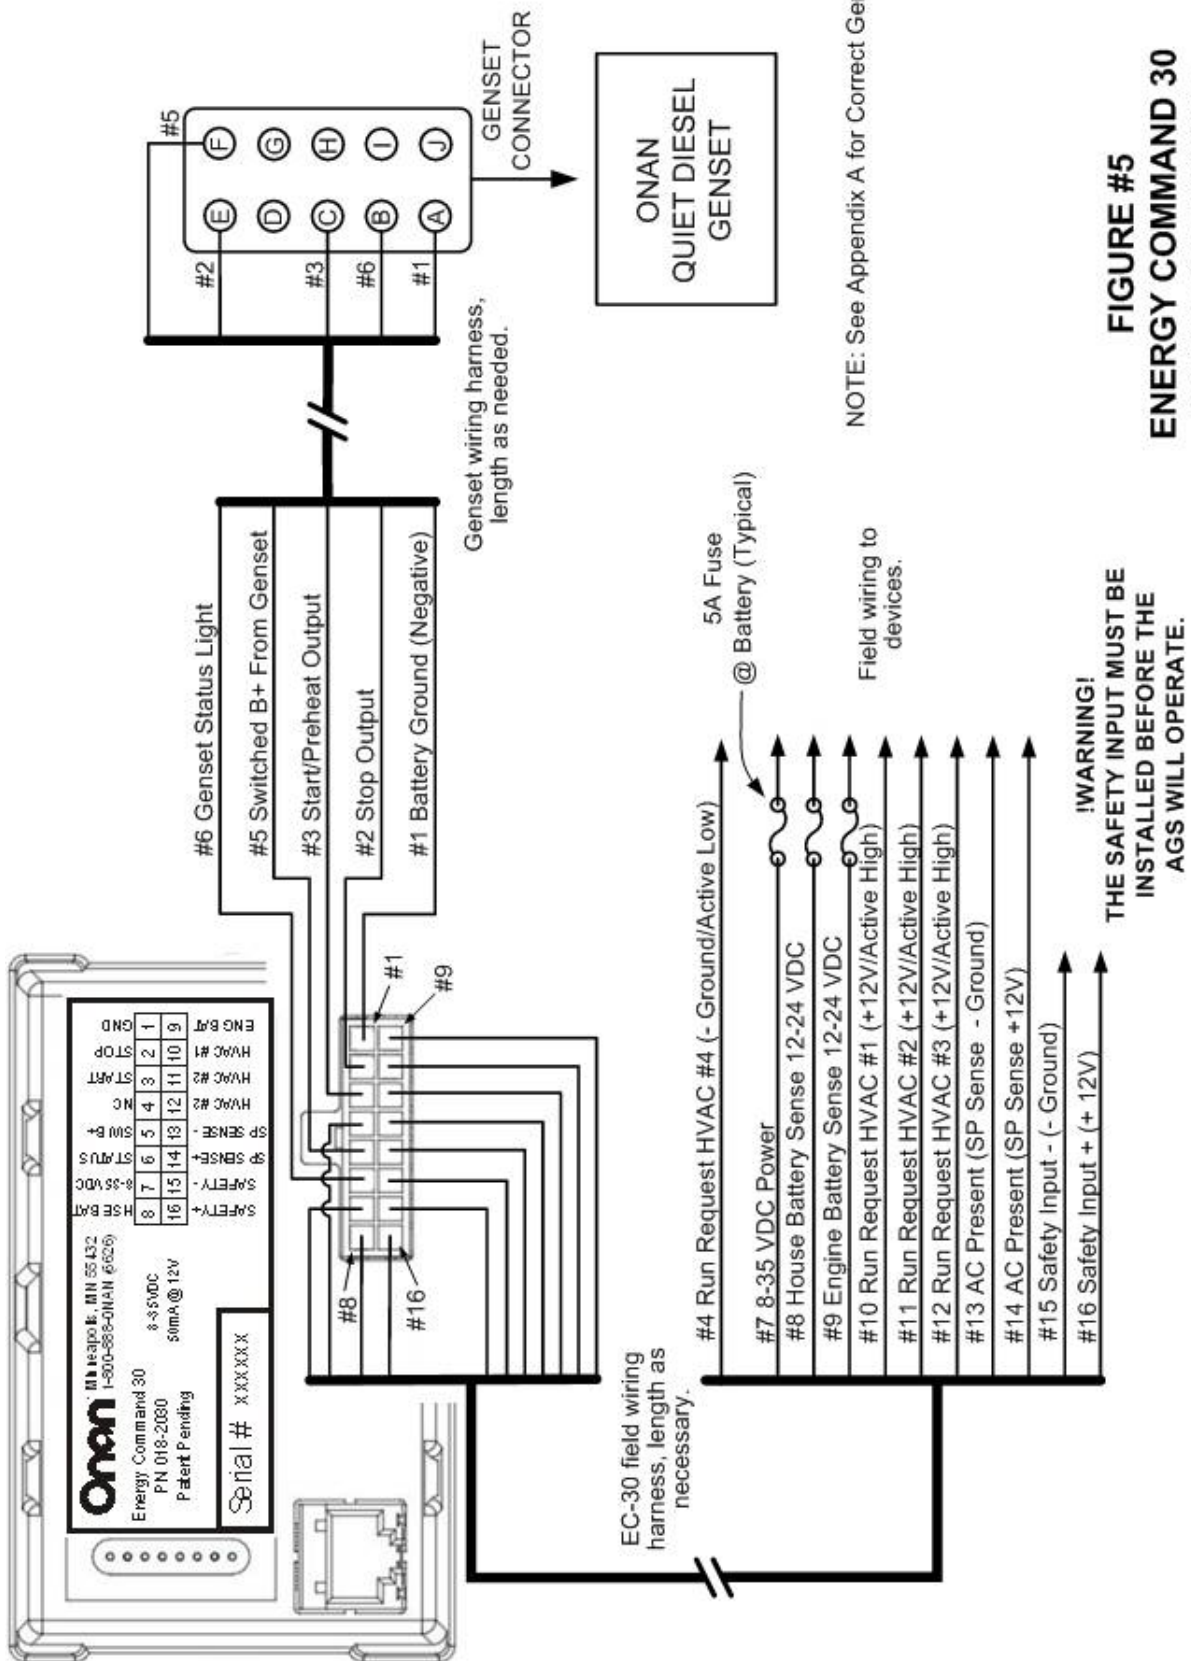 Onan Minneapolis, MN 55432
1-800-888-ONAN (6626)
Energy Command 30
PN 018-2030
Patent Pending
8-35VDC
50mA @ 12V
Serial # xxxxxx
HSE BAT 8 16 SAFETY+
8-35 VDC 7 15 SAFETY -
STATUS 6 14 SP SENSE+
SW B+ 5 13 SP SENSE -
NC 4 12 HVAC #2
START 3 11 HVAC #2
STOP 2 10 HVAC #1
GND 1 9 ENG BAT
#8
#16
#1
#9
#6 Genset Status Light
#5 Switched B+ From Genset
#3 Start/Preheat Output
#2 Stop Output
#1 Battery Ground (Negative)
Genset wiring harness,
length as needed.
#5
#2
#3
#6
#1
E F
D G
C H
B I
A J
GENSET
CONNECTOR
ONAN
QUIET DIESEL
GENSET
EC-30 field wiring
harness, length as
necessary.
#4 Run Request HVAC #4 (- Ground/Active Low)
#7 8-35 VDC Power
#8 House Battery Sense 12-24 VDC
#9 Engine Battery Sense 12-24 VDC
#10 Run Request HVAC #1 (+12V/Active High)
#11 Run Request HVAC #2 (+12V/Active High)
#12 Run Request HVAC #3 (+12V/Active High)
#13 AC Present (SP Sense - Ground)
#14 AC Present (SP Sense +12V)
#15 Safety Input - (- Ground)
#16 Safety Input + (+ 12V)
5A Fuse
@ Battery (Typical)
Field wiring to
devices.
NOTE: See Appendix A for Correct Ge
!WARNING!
THE SAFETY INPUT MUST BE
INSTALLED BEFORE THE
AGS WILL OPERATE.
FIGURE #5
ENERGY COMMAND 30